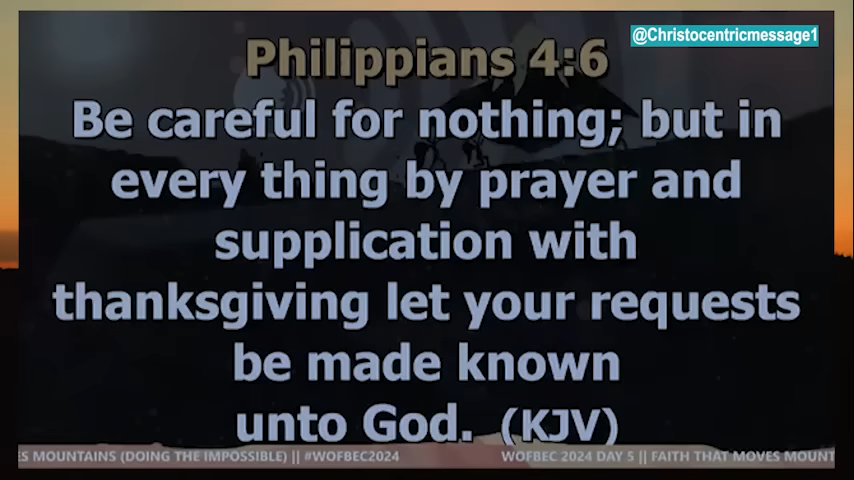 @Christocentricmessage1
Philippians 4:6
Be careful for nothing; but in
every thing by prayer and
supplication with
thanksgiving let your requests
be made known
unto God. (KJV)
ES MOUNTAINS (DOING THE IMPOSSIBLE) || #WOFBEC2024 WOFBEC 2024 DAY 5 || FAITH THAT MOVES MOUNT